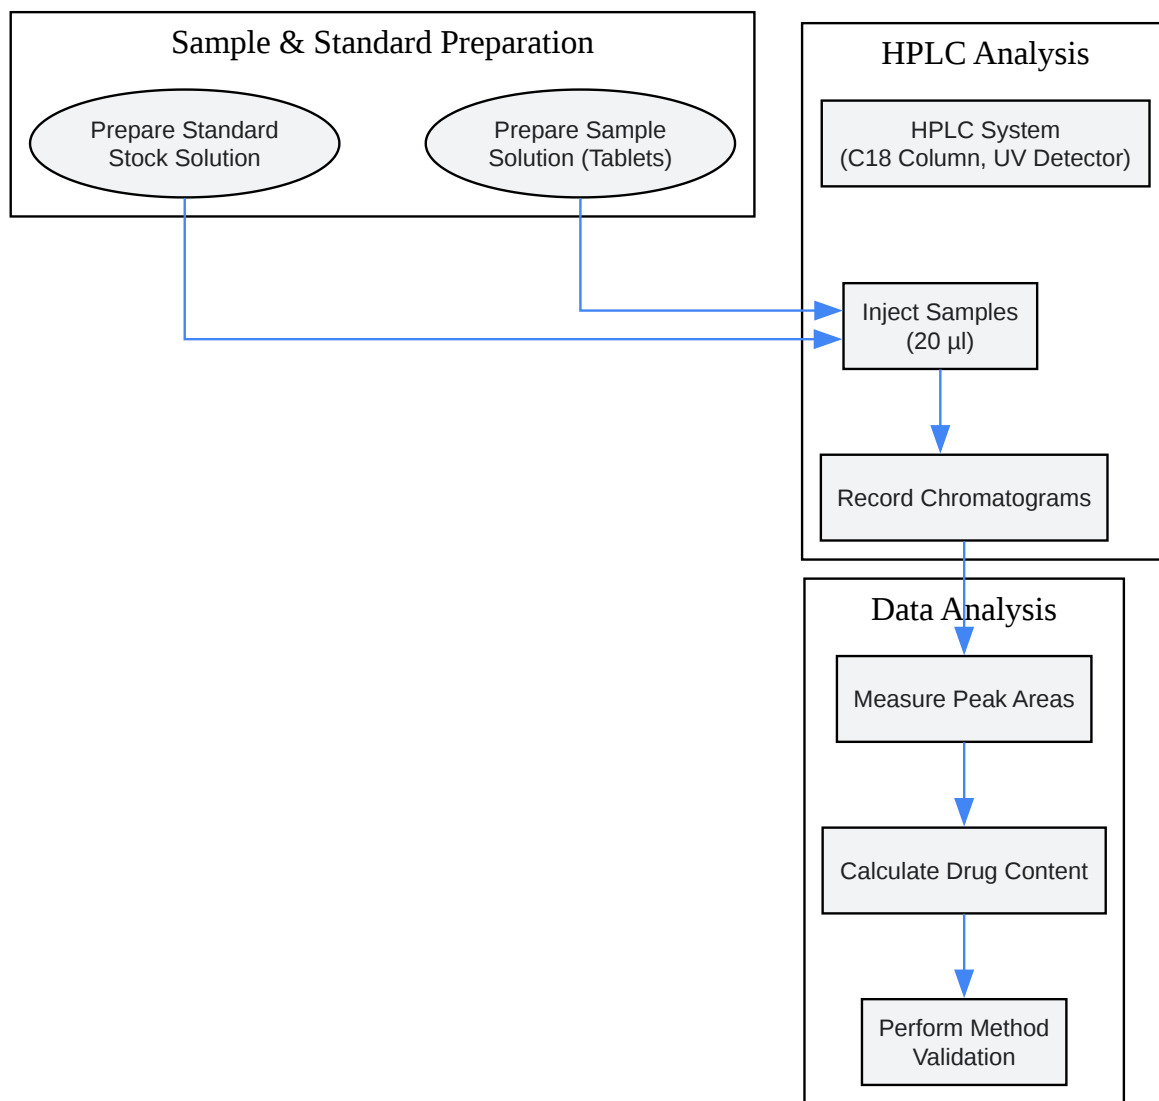 Sample & Standard Preparation
Prepare Standard
Stock Solution
Prepare Sample
Solution (Tablets)
HPLC Analysis
HPLC System
(C18 Column, UV Detector)
Inject Samples
(20 µl)
Record Chromatograms
Data Analysis
Measure Peak Areas
Calculate Drug Content
Perform Method
Validation